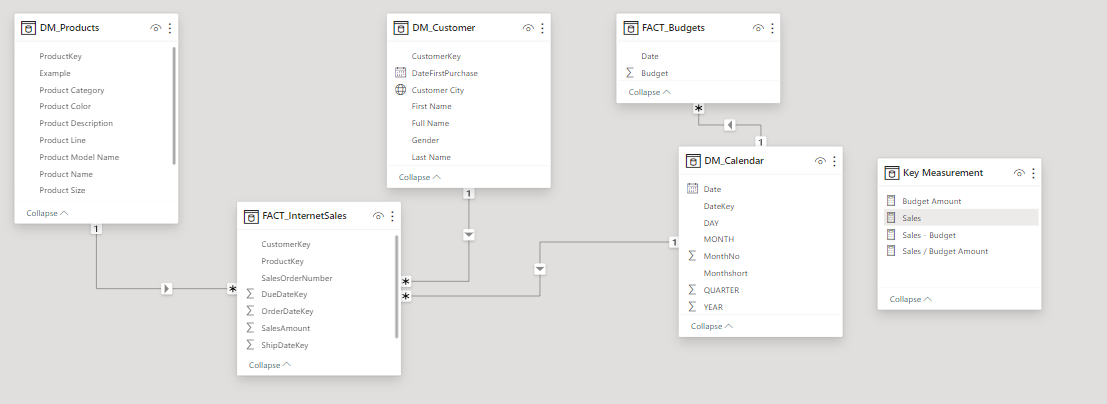 DM_Products
ProductKey
Example
Product Category
Product Color
Product Description
Product Line
Product Model Name
Product Name
Product Size
Collapse
1
*
DM_Customer
CustomerKey
DateFirstPurchase
Customer City
First Name
Full Name
Gender
Last Name
Collapse
1
*
*
FACT_InternetSales
CustomerKey
ProductKey
SalesOrderNumber
DueDateKey
OrderDateKey
SalesAmount
ShipDateKey
Collapse
FACT_Budgets
Date
Budget
Collapse
*
1
1
DM_Calendar
Date
DateKey
DAY
MONTH
MonthNo
Monthshort
QUARTER
YEAR
Collapse
Key Measurement
Budget Amount
Sales
Sales - Budget
Sales / Budget Amount
Collapse